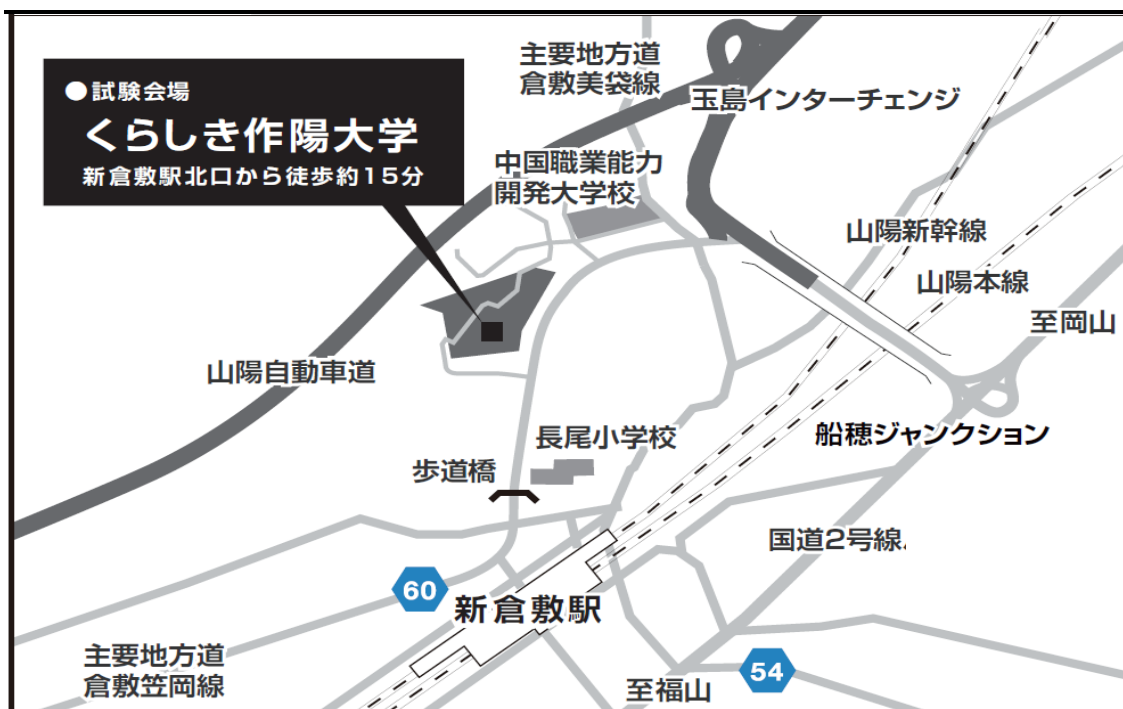 ●試験会場
くらしき作陽大学
新倉敷駅北口から徒歩約15分
主要地方道
倉敷美袋線
玉島インターチェンジ
中国職業能力
開発大学校
山陽新幹線
山陽本線
至岡山
山陽自動車道
船穂ジャンクション
長尾小学校
歩道橋
国道2号線
60
新倉敷駅
主要地方道
倉敷笠岡線
54
至福山